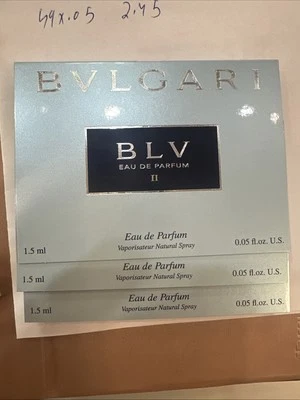 49x.05 2.45
BVLGARI
BLV
EAU DE PARFUM
II
Eau de Parfum
1.5 ml Vaporisateur Natural Spray 0.05 fl.oz. U.S.
Eau de Parfum
1.5 ml Vaporisateur Natural Spray 0.05 fl.oz. U.S.
Eau de Parfum
1.5 ml Vaporisateur Natural Spray 0.05 fl.oz. U.S.